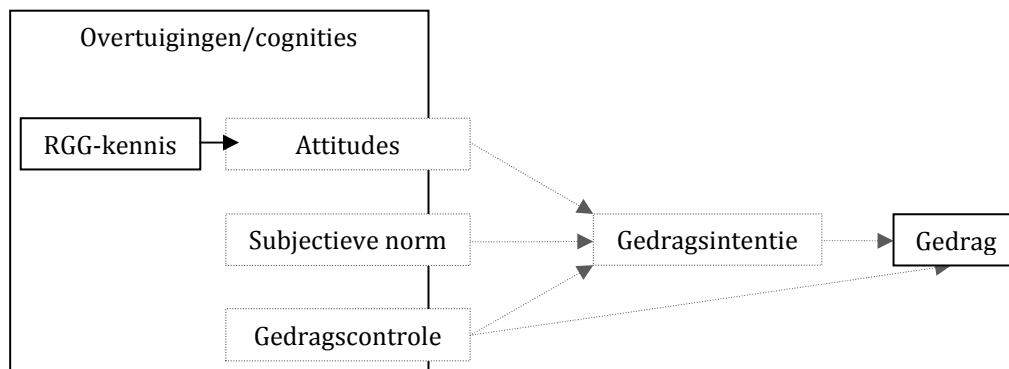 Overtuigingen/cognities
RGG-kennis
Attitudes
Subjectieve norm
Gedragsintentie
Gedrag
Gedragscontrole